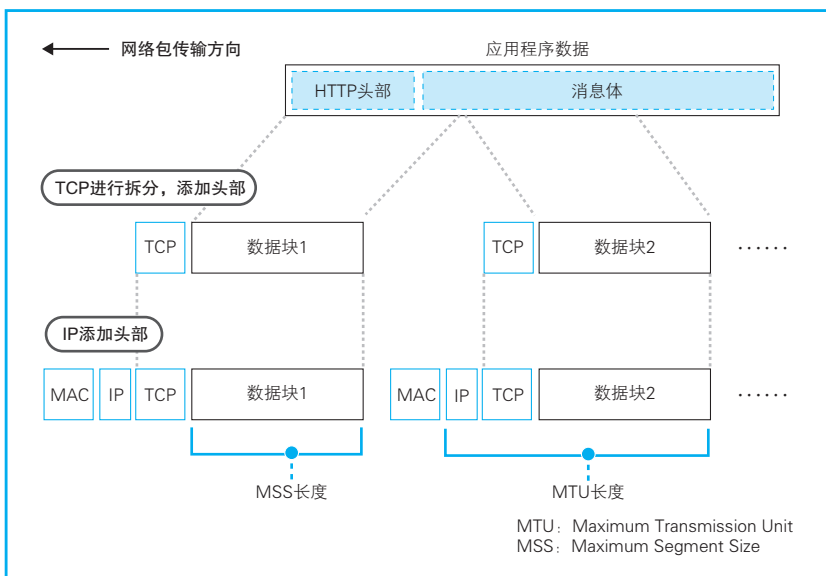 网络包传输方向
应用程序数据
HTTP头部 消息体
TCP进行拆分，添加头部
TCP 数据块1 TCP 数据块2 ······
IP添加头部
MAC IP TCP 数据块1 MAC IP TCP 数据块2 ······
MSS长度 MTU长度
MTU：Maximum Transmission Unit
MSS：Maximum Segment Size